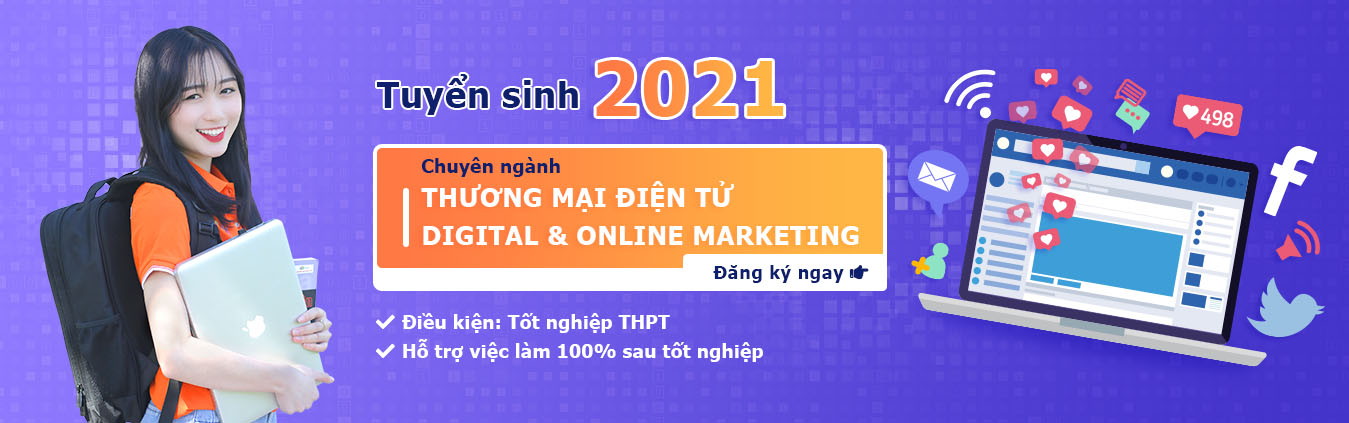 Tuyển sinh 2021
Chuyên ngành
THƯƠNG MẠI ĐIỆN TỬ
DIGITAL & ONLINE MARKETING
Đăng ký ngay
Điều kiện: Tốt nghiệp THPT
Hỗ trợ việc làm 100% sau tốt nghiệp
498